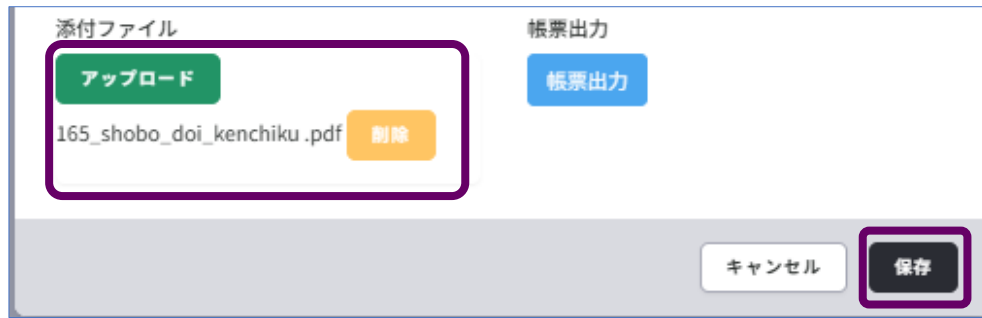 添付ファイル
帳票出力
アップロード
帳票出力
165_shobo_doi_kenchiku .pdf
削除
キャンセル
保存